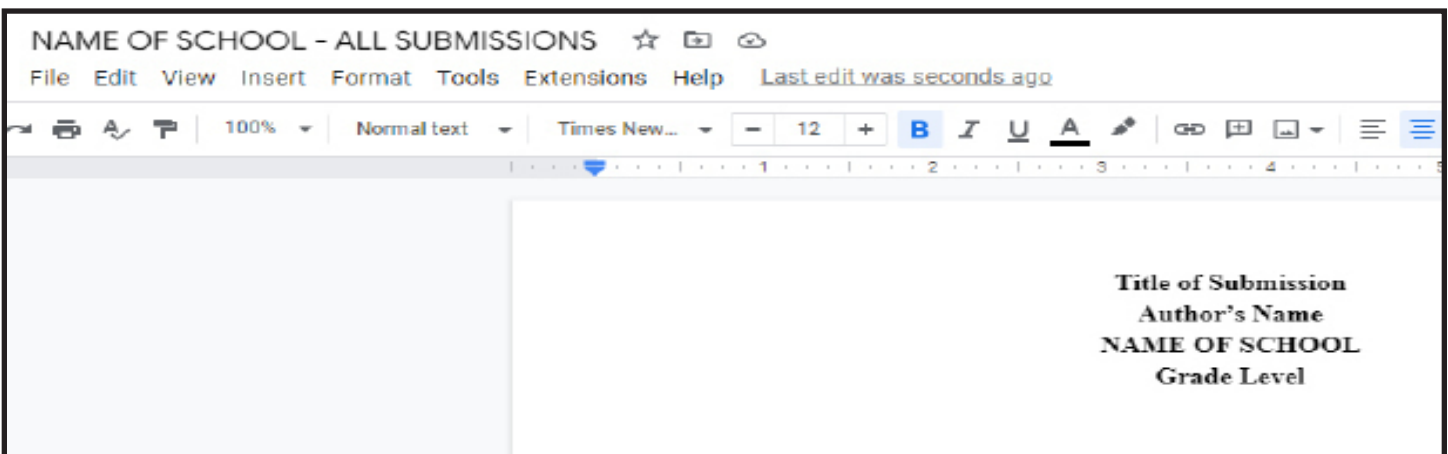 NAME OF SCHOOL - ALL SUBMISSIONS
File Edit View Insert Format Tools Extensions Help Last edit was seconds ago
100% Normal text Times New... - 12 + B I U A
1 2 3 4 5
Title of Submission
Author's Name
NAME OF SCHOOL
Grade Level